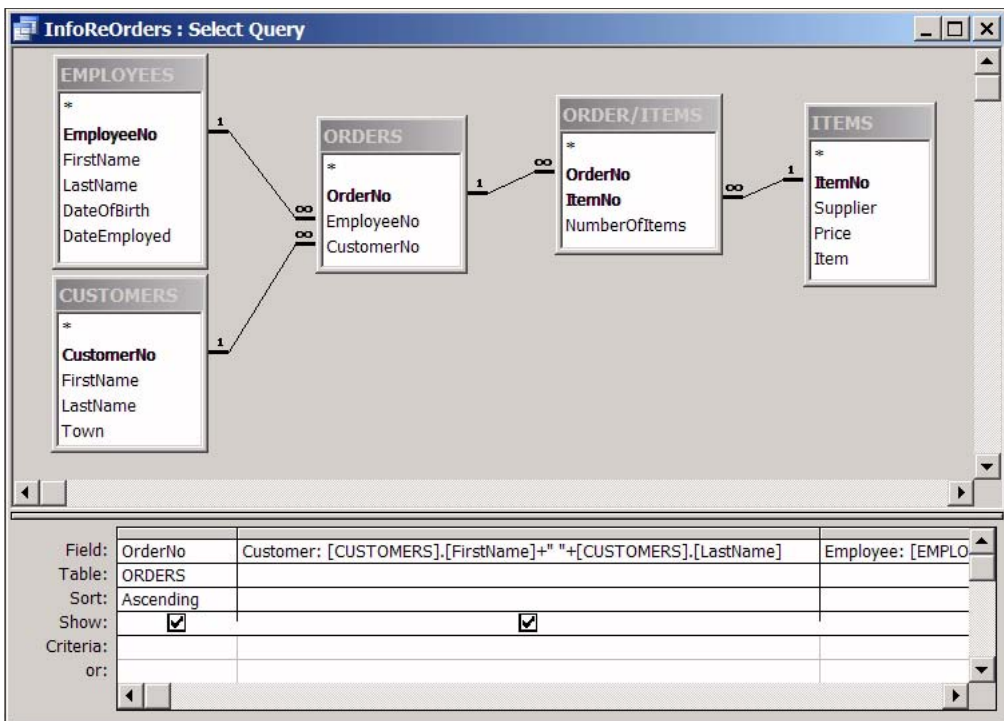 InfoReOrders : Select Query
EMPLOYEES
*
EmployeeNo
FirstName
LastName
DateOfBirth
DateEmployed
1
∞
CUSTOMERS
*
CustomerNo
FirstName
LastName
Town
1
∞
ORDERS
*
OrderNo
EmployeeNo
CustomerNo
1
∞
ORDER/ITEMS
*
OrderNo
ItemNo
NumberOfItems
∞
1
ITEMS
*
ItemNo
Supplier
Price
Item
Field: OrderNo Customer: [CUSTOMERS].[FirstName]+" "+[CUSTOMERS].[LastName] Employee: [EMPLO
Table: ORDERS
Sort: Ascending
Show:
Criteria:
or: